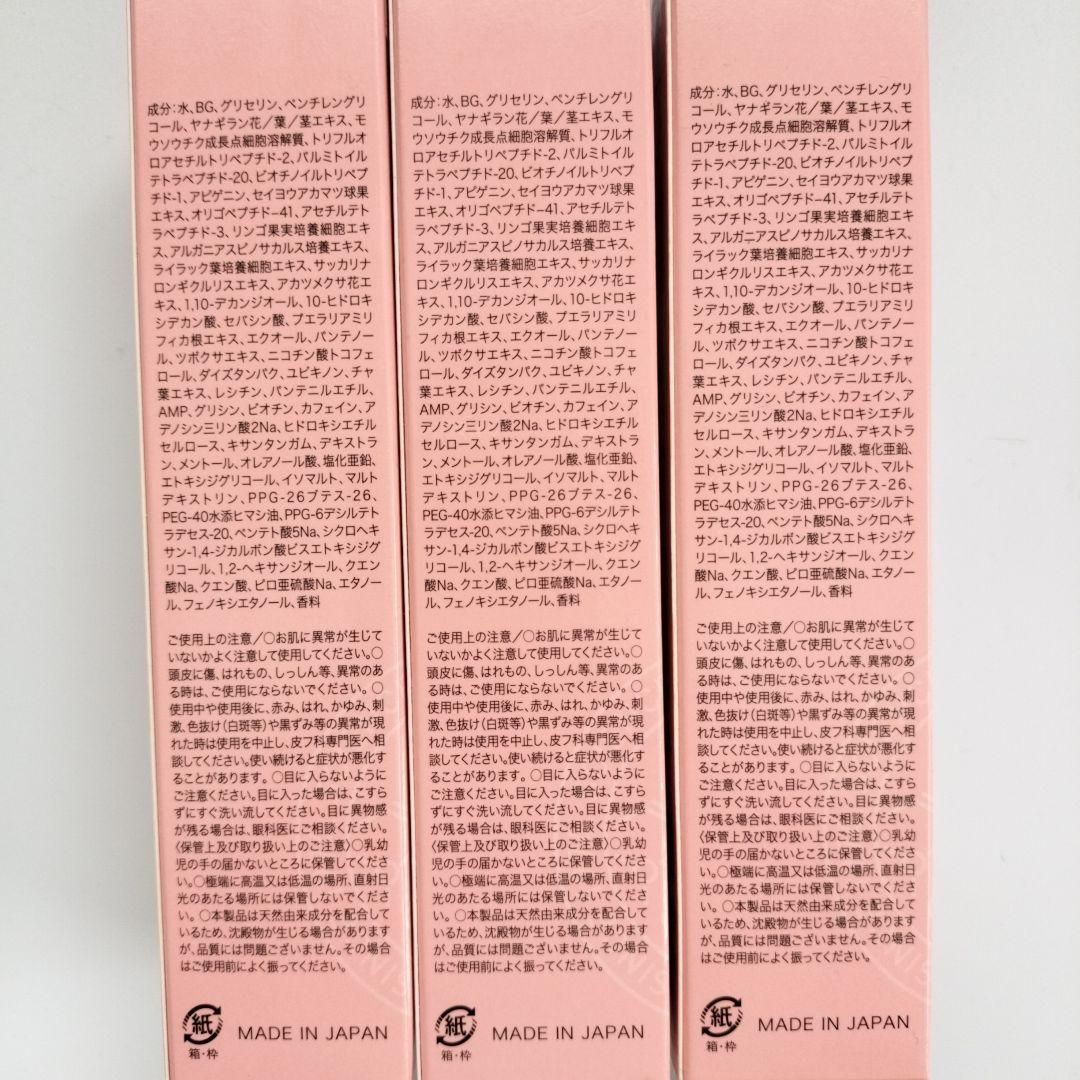 成分：水、BG、グリセリン、ペンチレングリ
コール、ヤナギラン花／葉／茎エキス、モ
ウソウチク成長点細胞溶解質、トリフルオ
ロアセチルトリペプチド-2、パルミトイル
テトラペプチド-20、ビオチノイルトリペプ
チド-1、アピゲニン、セイヨウアカマツ球果
エキス、オリゴペプチド-41、アセチルテト
ラペプチド-3、リンゴ果実培養細胞エキス
、アルガニアスピノサカルス培養エキス、
ライラック葉培養細胞エキス、サッカリナ
ロンギクルリスエキス、アカツメクサ花エ
キス、1,10-デカンジオール、10-ヒドロキ
シデカン酸、セバシン酸、プエラリアミリ
フィカ根エキス、エクオール、パンテノー
ル、ツボクサエキス、ニコチン酸トコフェ
ロール、ダイズタンパク、ユビキノン、チャ
葉エキス、レシチン、パンテニルエチル、
AMP、グリシン、ビオチン、カフェイン、ア
デノシン三リン酸2Na、ヒドロキシエチル
セルロース、キサンタンガム、デキストラ
ン、メントール、オレアノール酸、塩化亜鉛、
エトキシジグリコール、イソマルト、マルト
デキストリン、PPG-26ブテス-26、
PEG-40水添ヒマシ油、PPG-6デシルテト
ラデセス-20、ペンテト酸5Na、シクロヘキ
サン-1,4-ジカルボン酸ビスエトキシジグ
リコール、1,2-ヘキサンジオール、クエン
酸Na、クエン酸、ピロ亜硫酸Na、エタノー
ル、フェノキシエタノール、香料
ご使用上の注意／○お肌に異常が生じて
いないかよく注意して使用してください。○
頭皮に傷、はれもの、しっしん等、異常のあ
る時は、ご使用にならないでください。○
使用中や使用後に、赤み、はれ、かゆみ、刺
激、色抜け（白斑等）や黒ずみ等の異常が現
れた時は使用を中止し、皮フ科専門医へ相
談してください。使い続けると症状が悪化す
ることがあります。○目に入らないように
ご注意ください。目に入った場合は、こすら
ずにすぐ洗い流してください。目に異物感
が残る場合は、眼科医にご相談ください。
〈保管上及び取り扱い上のご注意〉○乳幼
児の手の届かないところに保管してくださ
い。○極端に高温又は低温の場所、直射日
光のあたる場所には保管しないでくださ
い。○本製品は天然由来成分を配合して
いるため、沈殿物が生じる場合があります
が、品質には問題ございません。その場合
はご使用前によく振ってください。
紙
箱・枠
MADE IN JAPAN
成分：水、BG、グリセリン、ペンチレングリ
コール、ヤナギラン花／葉／茎エキス、モ
ウソウチク成長点細胞溶解質、トリフルオ
ロアセチルトリペプチド-2、パルミトイル
テトラペプチド-20、ビオチノイルトリペプ
チド-1、アピゲニン、セイヨウアカマツ球果
エキス、オリゴペプチド-41、アセチルテト
ラペプチド-3、リンゴ果実培養細胞エキス
、アルガニアスピノサカルス培養エキス、
ライラック葉培養細胞エキス、サッカリナ
ロンギクルリスエキス、アカツメクサ花エ
キス、1,10-デカンジオール、10-ヒドロキ
シデカン酸、セバシン酸、プエラリアミリ
フィカ根エキス、エクオール、パンテノー
ル、ツボクサエキス、ニコチン酸トコフェ
ロール、ダイズタンパク、ユビキノン、チャ
葉エキス、レシチン、パンテニルエチル、
AMP、グリシン、ビオチン、カフェイン、ア
デノシン三リン酸2Na、ヒドロキシエチル
セルロース、キサンタンガム、デキストラ
ン、メントール、オレアノール酸、塩化亜鉛、
エトキシジグリコール、イソマルト、マルト
デキストリン、PPG-26ブテス-26、
PEG-40水添ヒマシ油、PPG-6デシルテト
ラデセス-20、ペンテト酸5Na、シクロヘキ
サン-1,4-ジカルボン酸ビスエトキシジグ
リコール、1,2-ヘキサンジオール、クエン
酸Na、クエン酸、ピロ亜硫酸Na、エタノー
ル、フェノキシエタノール、香料
ご使用上の注意／○お肌に異常が生じて
いないかよく注意して使用してください。○
頭皮に傷、はれもの、しっしん等、異常のあ
る時は、ご使用にならないでください。○
使用中や使用後に、赤み、はれ、かゆみ、刺
激、色抜け（白斑等）や黒ずみ等の異常が現
れた時は使用を中止し、皮フ科専門医へ相
談してください。使い続けると症状が悪化す
ることがあります。○目に入らないように
ご注意ください。目に入った場合は、こすら
ずにすぐ洗い流してください。目に異物感
が残る場合は、眼科医にご相談ください。
〈保管上及び取り扱い上のご注意〉○乳幼
児の手の届かないところに保管してくださ
い。○極端に高温又は低温の場所、直射日
光のあたる場所には保管しないでくださ
い。○本製品は天然由来成分を配合して
いるため、沈殿物が生じる場合があります
が、品質には問題ございません。その場合
はご使用前によく振ってください。
紙
箱・枠
MADE IN JAPAN
成分：水、BG、グリセリン、ペンチレングリ
コール、ヤナギラン花／葉／茎エキス、モ
ウソウチク成長点細胞溶解質、トリフルオ
ロアセチルトリペプチド-2、パルミトイル
テトラペプチド-20、ビオチノイルトリペプ
チド-1、アピゲニン、セイヨウアカマツ球果
エキス、オリゴペプチド-41、アセチルテト
ラペプチド-3、リンゴ果実培養細胞エキス
、アルガニアスピノサカルス培養エキス、
ライラック葉培養細胞エキス、サッカリナ
ロンギクルリスエキス、アカツメクサ花エ
キス、1,10-デカンジオール、10-ヒドロキ
シデカン酸、セバシン酸、プエラリアミリ
フィカ根エキス、エクオール、パンテノー
ル、ツボクサエキス、ニコチン酸トコフェ
ロール、ダイズタンパク、ユビキノン、チャ
葉エキス、レシチン、パンテニルエチル、
AMP、グリシン、ビオチン、カフェイン、ア
デノシン三リン酸2Na、ヒドロキシエチル
セルロース、キサンタンガム、デキストラ
ン、メントール、オレアノール酸、塩化亜鉛、
エトキシジグリコール、イソマルト、マルト
デキストリン、PPG-26ブテス-26、
PEG-40水添ヒマシ油、PPG-6デシルテト
ラデセス-20、ペンテト酸5Na、シクロヘキ
サン-1,4-ジカルボン酸ビスエトキシジグ
リコール、1,2-ヘキサンジオール、クエン
酸Na、クエン酸、ピロ亜硫酸Na、エタノー
ル、フェノキシエタノール、香料
ご使用上の注意／○お肌に異常が生じて
いないかよく注意して使用してください。○
頭皮に傷、はれもの、しっしん等、異常のあ
る時は、ご使用にならないでください。○
使用中や使用後に、赤み、はれ、かゆみ、刺
激、色抜け（白斑等）や黒ずみ等の異常が現
れた時は使用を中止し、皮フ科専門医へ相
談してください。使い続けると症状が悪化す
ることがあります。○目に入らないように
ご注意ください。目に入った場合は、こすら
ずにすぐ洗い流してください。目に異物感
が残る場合は、眼科医にご相談ください。
〈保管上及び取り扱い上のご注意〉○乳幼
児の手の届かないところに保管してくださ
い。○極端に高温又は低温の場所、直射日
光のあたる場所には保管しないでくださ
い。○本製品は天然由来成分を配合して
いるため、沈殿物が生じる場合があります
が、品質には問題ございません。その場合
はご使用前によく振ってください。
紙
箱・枠
MADE IN JAPAN